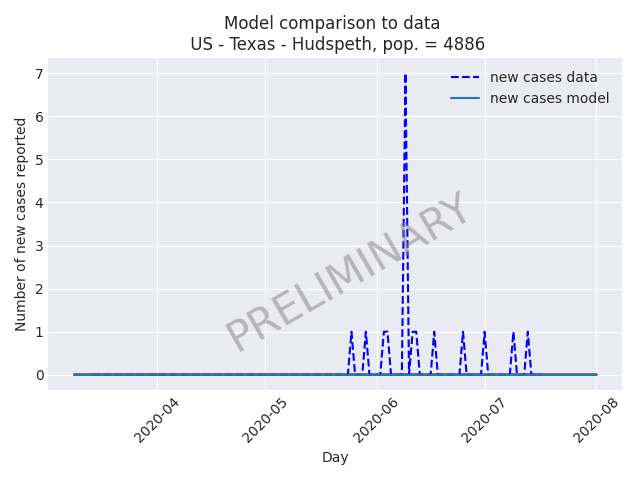 Model comparison to data
US - Texas - Hudspeth, pop. = 4886
new cases data
new cases model
Number of new cases reported
7
6
5
4
3
2
1
0
PRELIMINARY
2020-04
2020-05
2020-06
2020-07
2020-08
Day